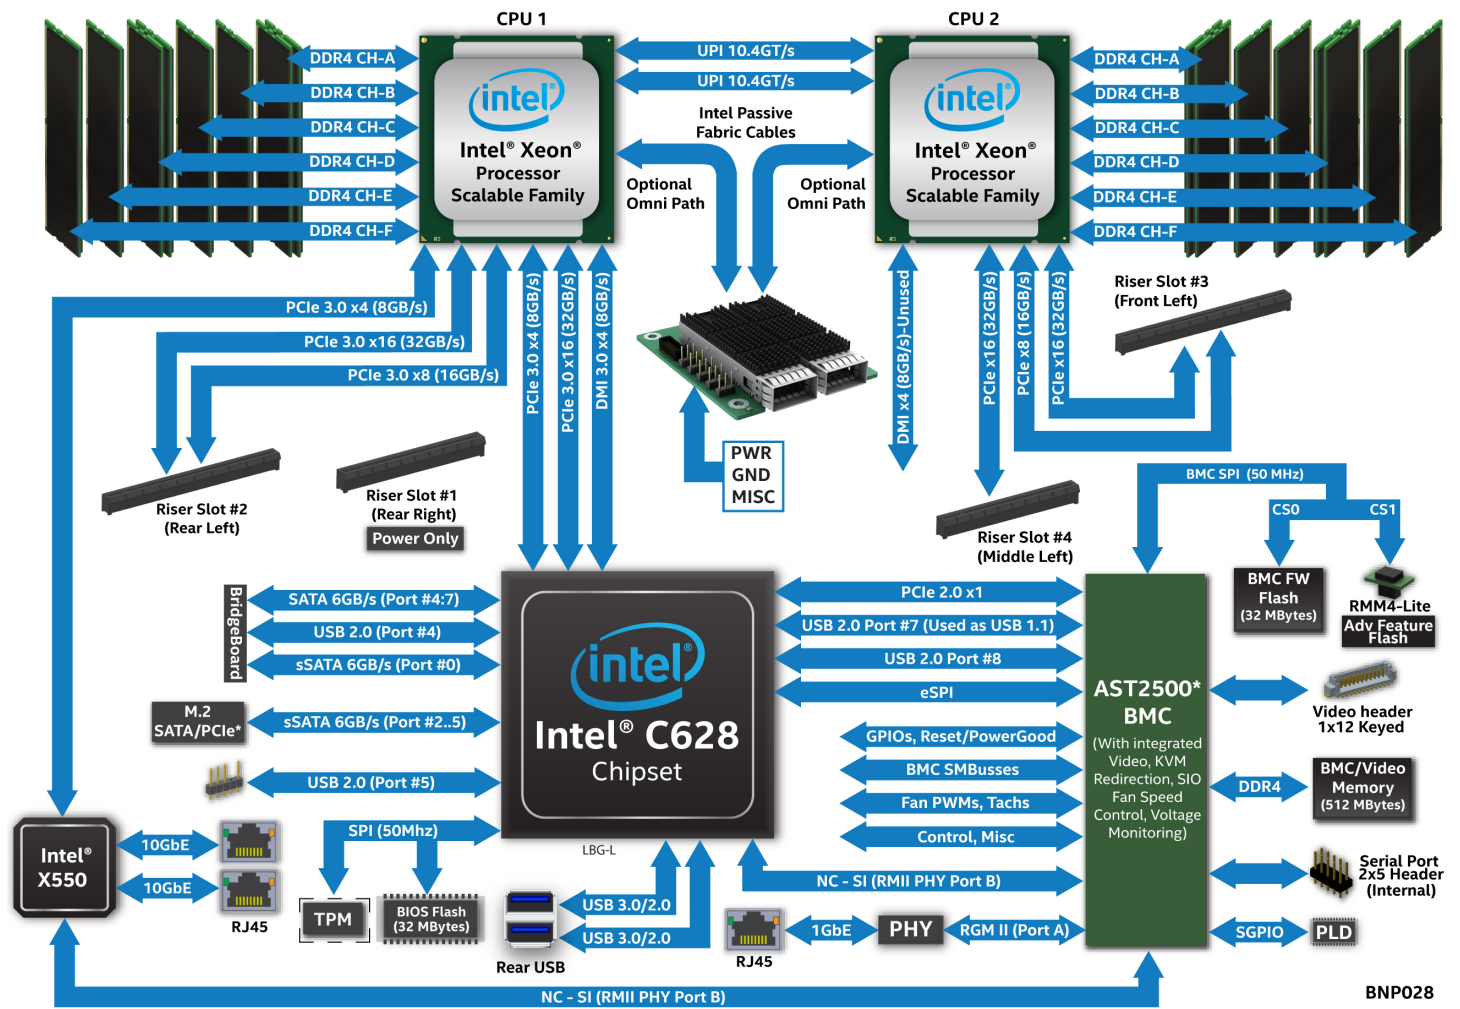 CPU 1
CPU 2
DDR4 CH-A
DDR4 CH-B
DDR4 CH-C
DDR4 CH-D
DDR4 CH-E
DDR4 CH-F
intel®
Intel® Xeon®
Processor
Scalable Family
UPI 10.4GT/s
UPI 10.4GT/s
Intel Passive
Fabric Cables
Optional
Omni Path
Optional
Omni Path
intel®
Intel® Xeon®
Processor
Scalable Family
DDR4 CH-A
DDR4 CH-B
DDR4 CH-C
DDR4 CH-D
DDR4 CH-E
DDR4 CH-F
PCIe 3.0 x4 (8GB/s)
PCIe 3.0 x16 (32GB/s)
PCIe 3.0 x8 (16GB/s)
PCIe 3.0 x4 (8GB/s)
PCIe 3.0 x16 (32GB/s)
DMI 3.0 x4 (8GB/s)
DMI x4 (8GB/s)-Unused
PCIe x16 (32GB/s)
PCIe x8 (16GB/s)
PCIe x16 (32GB/s)
Riser Slot #3
(Front Left)
Riser Slot #2
(Rear Left)
Riser Slot #1
(Rear Right)
Power Only
PWR
GND
MISC
Riser Slot #4
(Middle Left)
BMC SPI (50 MHz)
CS0
CS1
BMC FW
Flash
(32 MBytes)
RMM4-Lite
Adv Feature
Flash
BridgeBoard
SATA 6GB/s (Port #4:7)
USB 2.0 (Port #4)
sSATA 6GB/s (Port #0)
M.2
SATA/PCIe*
sSATA 6GB/s (Port #2..5)
USB 2.0 (Port #5)
SPI (50Mhz)
intel®
Intel® C628
Chipset
LBG-L
PCIe 2.0 x1
USB 2.0 Port #7 (Used as USB 1.1)
USB 2.0 Port #8
eSPI
GPIOs, Reset/PowerGood
BMC SMBusses
Fan PWMs, Tachs
Control, Misc
NC - SI (RMII PHY Port B)
AST2500*
BMC
(With integrated
Video, KVM
Redirection, SIO
Fan Speed
Control, Voltage
Monitoring)
Video header
1x12 Keyed
DDR4
BMC/Video
Memory
(512 MBytes)
Serial Port
2x5 Header
(Internal)
SGPIO
PLD
Intel®
X550
10GbE
10GbE
RJ45
TPM
BIOS Flash
(32 MBytes)
USB 3.0/2.0
USB 3.0/2.0
Rear USB
RJ45
1GbE
PHY
RGM II (Port A)
NC - SI (RMII PHY Port B)
BNP028